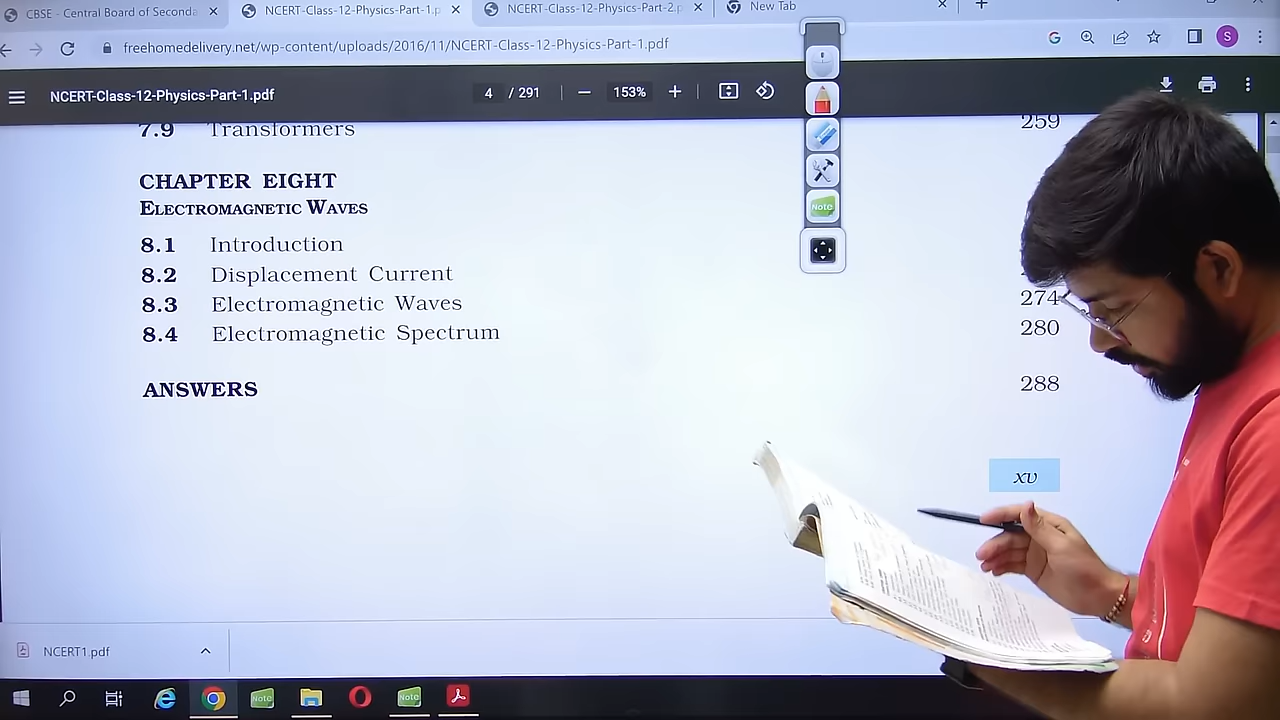 CBSE - Central Board of Seconda
NCERT-Class-12-Physics-Part-1.p
NCERT-Class-12-Physics-Part-2.p
New Tab
freehomedelivery.net/wp-content/uploads/2016/11/NCERT-Class-12-Physics-Part-1.pdf
S
NCERT-Class-12-Physics-Part-1.pdf
4 / 291
153%
7.9 Transformers 259
CHAPTER EIGHT
ELECTROMAGNETIC WAVES
8.1 Introduction
8.2 Displacement Current
8.3 Electromagnetic Waves 274
8.4 Electromagnetic Spectrum 280
ANSWERS 288
xv
Note
NCERT1.pdf
Note
Note